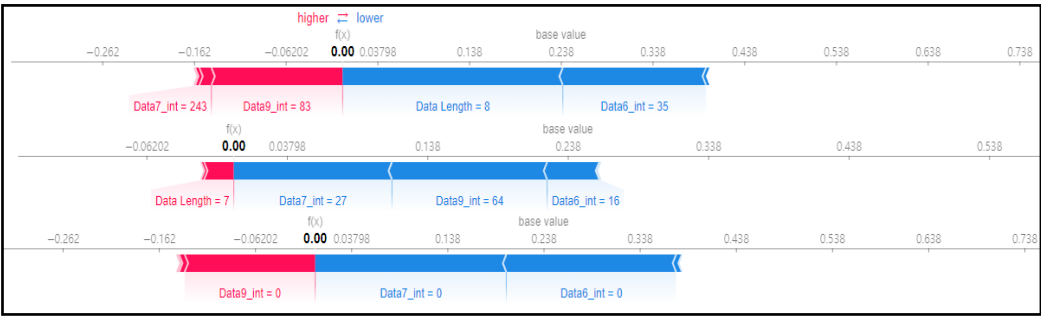 higher ⇄ lower
f(x) base value
−0.262 −0.162 −0.06202 0.00 0.03798 0.138 0.238 0.338 0.438 0.538 0.638 0.738
Data7_int = 243 Data9_int = 83 Data Length = 8 Data6_int = 35
f(x) base value
−0.06202 0.00 0.03798 0.138 0.238 0.338 0.438 0.538
Data Length = 7 Data7_int = 27 Data9_int = 64 Data6_int = 16
f(x) base value
−0.262 −0.162 −0.06202 0.00 0.03798 0.138 0.238 0.338 0.438 0.538 0.638 0.738
Data9_int = 0 Data7_int = 0 Data6_int = 0